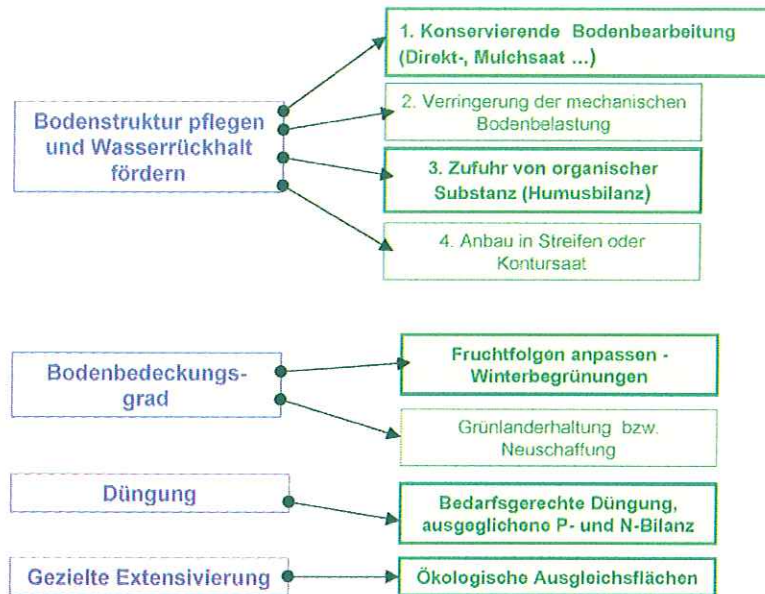 Bodenstruktur pflegen
und Wasserrückhalt
fördern
1. Konservierende Bodenbearbeitung
(Direkt-, Mulchsaat ...)
2. Verringerung der mechanischen
Bodenbelastung
3. Zufuhr von organischer
Substanz (Humusbilanz)
4. Anbau in Streifen oder
Kontursaat
Bodenbedeckungs-
grad
Fruchtfolgen anpassen -
Winterbegrünungen
Grünlanderhaltung bzw.
Neuschaffung
Düngung
Bedarfsgerechte Düngung,
ausgeglichene P- und N-Bilanz
Gezielte Extensivierung
Ökologische Ausgleichsflächen